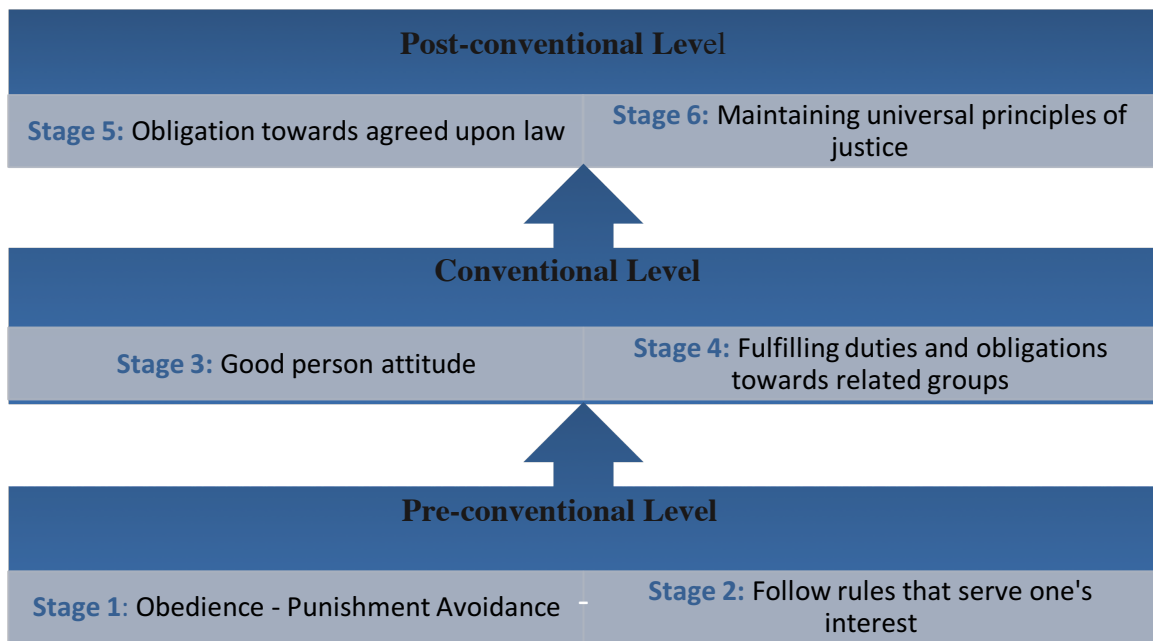 Post-conventional Level
Stage 5: Obligation towards agreed upon law
Stage 6: Maintaining universal principles of
justice
Conventional Level
Stage 3: Good person attitude
Stage 4: Fulfilling duties and obligations
towards related groups
Pre-conventional Level
Stage 1: Obedience - Punishment Avoidance
-
Stage 2: Follow rules that serve one's
interest